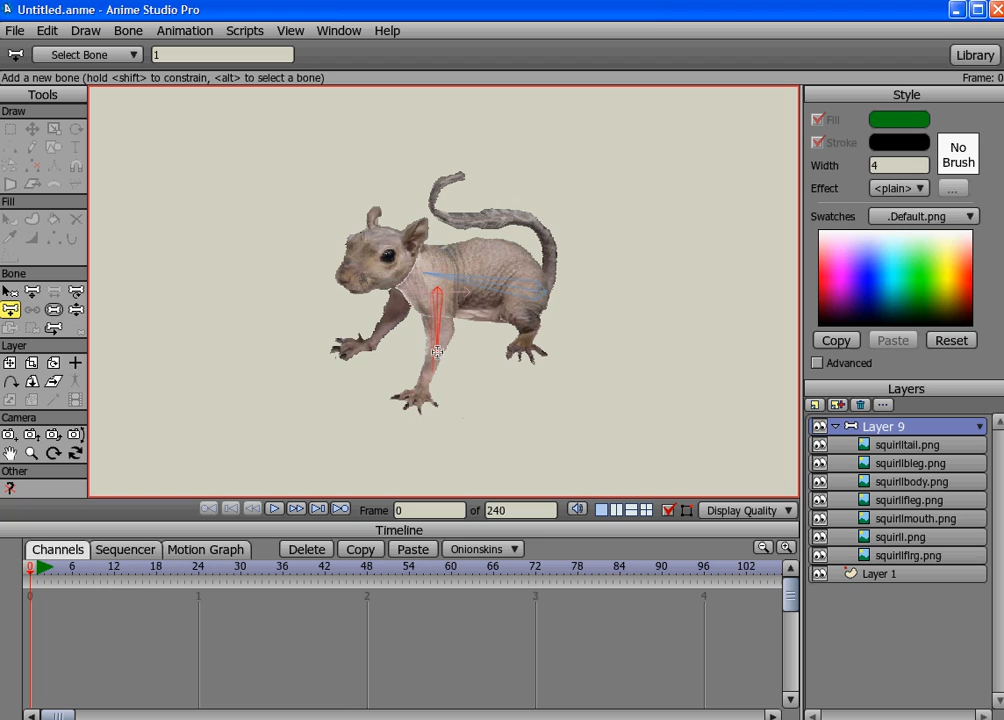 Untitled.anme - Anime Studio Pro
File Edit Draw Bone Animation Scripts View Window Help
Select Bone 1 Library
Add a new bone (hold <shift> to constrain, <alt> to select a bone) Frame: 0
Tools
Draw
T
Fill
Bone
Layer
Camera
Other
Style
Fill
Stroke
No Brush
Width 4
Effect <plain> ...
Swatches .Default.png
Copy Paste Reset
Advanced
Layers
Layer 9
squirlltail.png
squirllbleg.png
squirllbody.png
squirllfleg.png
squirllmouth.png
squirll.png
squirllflrg.png
Layer 1
Frame 0 of 240 Display Quality
Timeline
Channels Sequencer Motion Graph Delete Copy Paste Onionskins
0 6 12 18 24 30 36 42 48 54 60 66 72 78 84 90 96 102
0 1 2 3 4